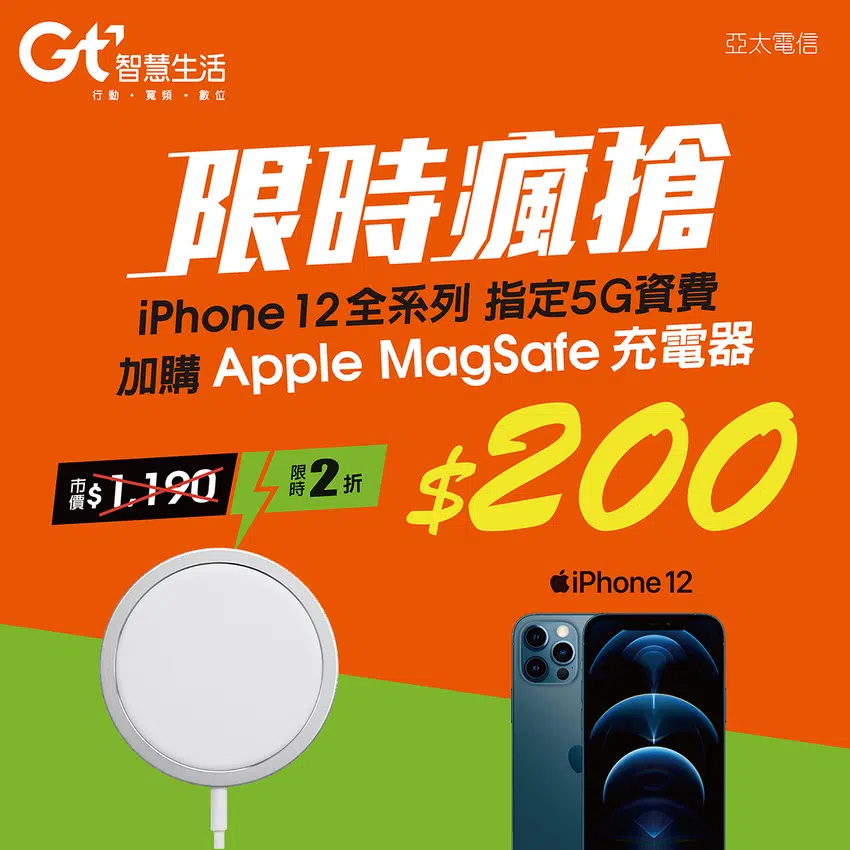 Gt 智慧生活
行動・寬頻・數位
亞太電信
限時瘋搶
iPhone 12 全系列 指定5G資費
加購 Apple MagSafe 充電器
市價 $1,190
限時 2 折
$200
iPhone 12